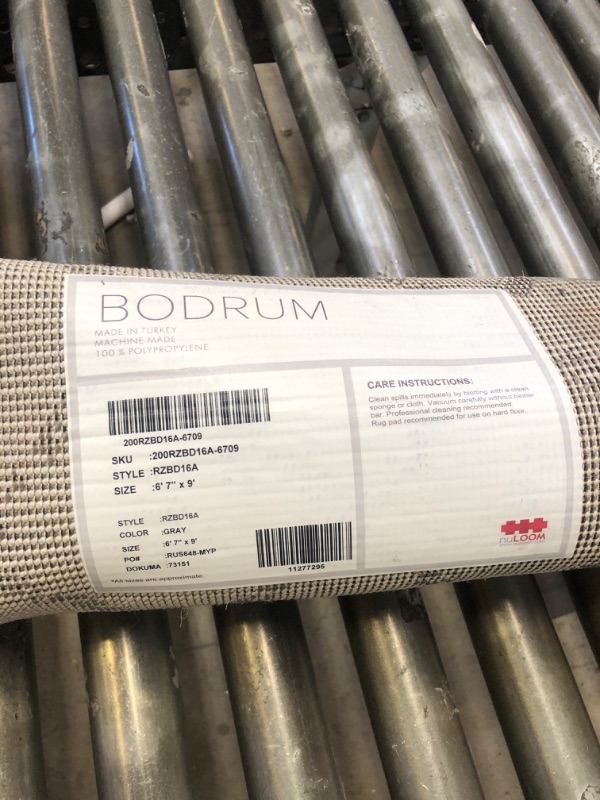 BODRUM
MADE IN TURKEY
MACHINE MADE
100 % POLYPROPYLENE
200RZBD16A-6709
SKU :200RZBD16A-6709
STYLE :RZBD16A
SIZE :6' 7" x 9'
STYLE :RZBD16A
COLOR :GRAY
SIZE :6' 7" x 9'
PO# :RUS648-MYP
DOKUMA :73151
*All sizes are approximate.
11277295
CARE INSTRUCTIONS:
Clean spills immediately by blotting with a clean
sponge or cloth. Vacuum carefully without beater
bar. Professional cleaning recommended.
Rug pad recommended for use on hard floor.
nuLOOM